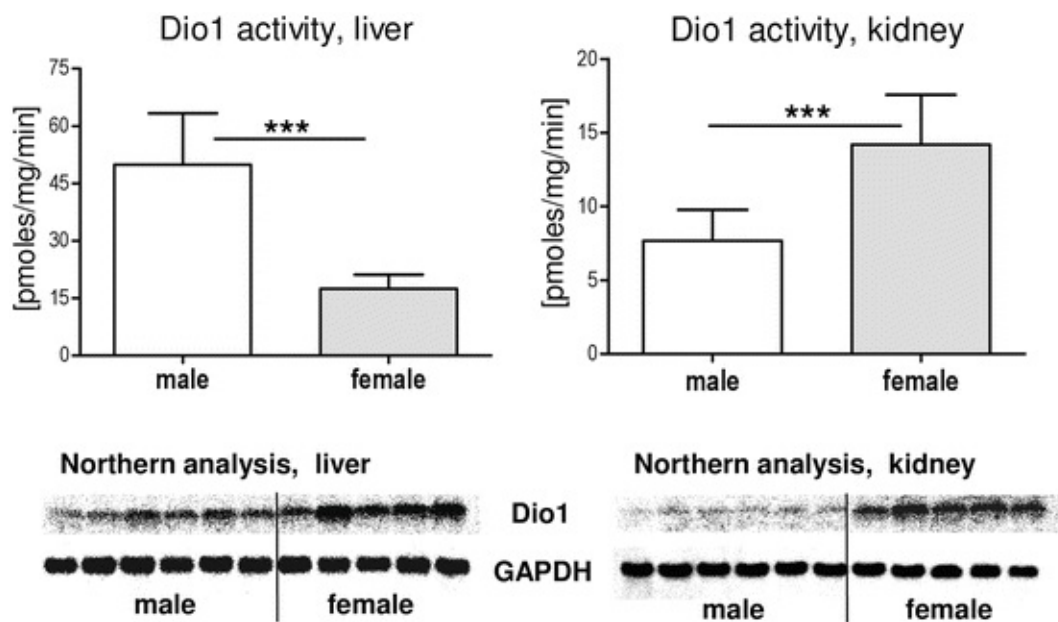 Dio1 activity, liver
[pmoles/mg/min]
75
60
45
30
15
0
***
male
female
Dio1 activity, kidney
[pmoles/mg/min]
20
15
10
5
0
***
male
female
Northern analysis, liver
Northern analysis, kidney
Dio1
GAPDH
male
female
male
female